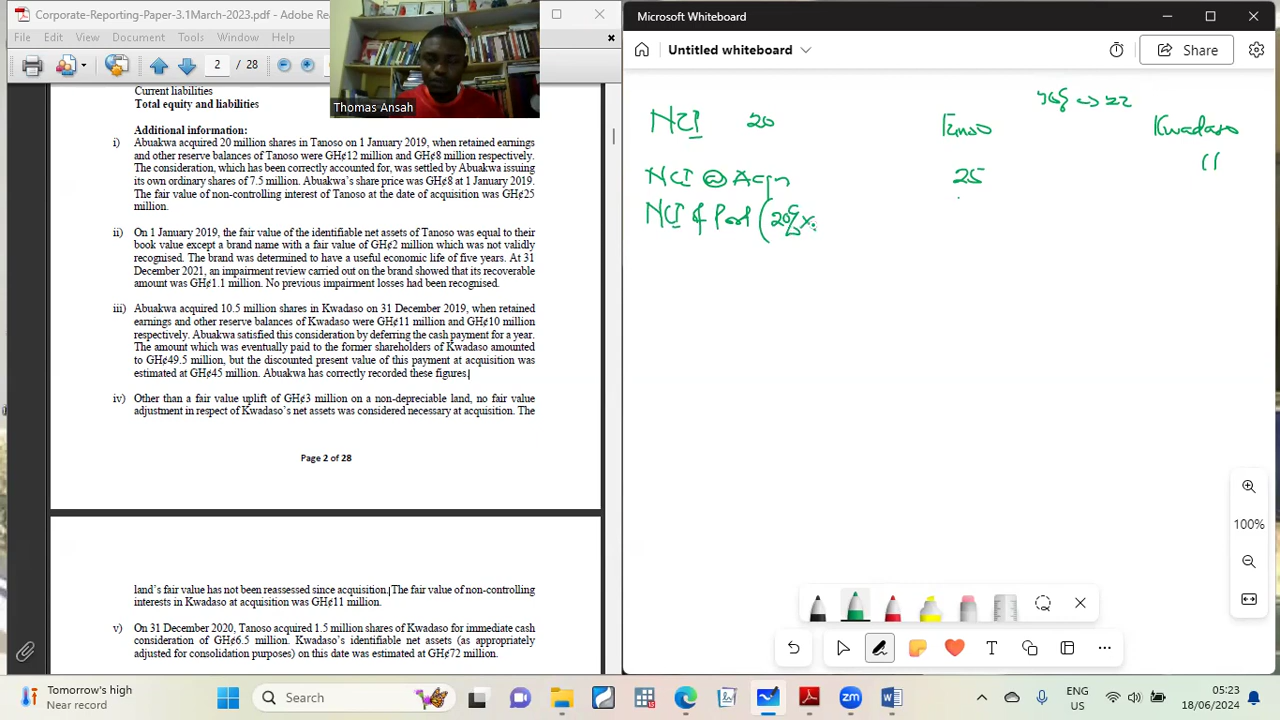 Corporate-Reporting-Paper-3.1March-2023.pdf - Adobe Rea
File Edit View Document Tools Window Help
2 / 28
Thomas Ansah
Current liabilities
Total equity and liabilities
Additional information:
i) Abuakwa acquired 20 million shares in Tanoso on 1 January 2019, when retained
earnings and other reserve balances of Tanoso were GH¢12 million and GH¢8 million respectively.
The consideration, which has been correctly accounted for, was settled by Abuakwa issuing
its own ordinary shares of 7.5 million. Abuakwa's share price was GH¢8 at 1 January 2019.
The fair value of non-controlling interest of Tanoso at the date of acquisition was GH¢25
million.
ii) On 1 January 2019, the fair value of the identifiable net assets of Tanoso was equal to their
book value except a brand name with a fair value of GH¢2 million which was not validly
recognised. The brand was determined to have a useful economic life of five years. At 31
December 2021, an impairment review carried out on the brand showed that its recoverable
amount was GH¢1.1 million. No previous impairment losses had been recognised.
iii) Abuakwa acquired 10.5 million shares in Kwadaso on 31 December 2019, when retained
earnings and other reserve balances of Kwadaso were GH¢11 million and GH¢10 million
respectively. Abuakwa satisfied this consideration by deferring the cash payment for a year.
The amount which was eventually paid to the former shareholders of Kwadaso amounted
to GH¢49.5 million, but the discounted present value of this payment at acquisition was
estimated at GH¢45 million. Abuakwa has correctly recorded these figures.
iv) Other than a fair value uplift of GH¢3 million on a non-depreciable land, no fair value
adjustment in respect of Kwadaso's net assets was considered necessary at acquisition. The
Page 2 of 28
land's fair value has not been reassessed since acquisition. The fair value of non-controlling
interests in Kwadaso at acquisition was GH¢11 million.
v) On 31 December 2020, Tanoso acquired 1.5 million shares of Kwadaso for immediate cash
consideration of GH¢6.5 million. Kwadaso's identifiable net assets (as appropriately
adjusted for consolidation purposes) on this date was estimated at GH¢72 million.
Microsoft Whiteboard
Untitled whiteboard
Share
NCI 20
Kwadaso
NCI @ Acqn 25 11
NCI of Post (20% x
100%
Tomorrow's high
Near record
Search
ENG
US
05:23
18/06/2024